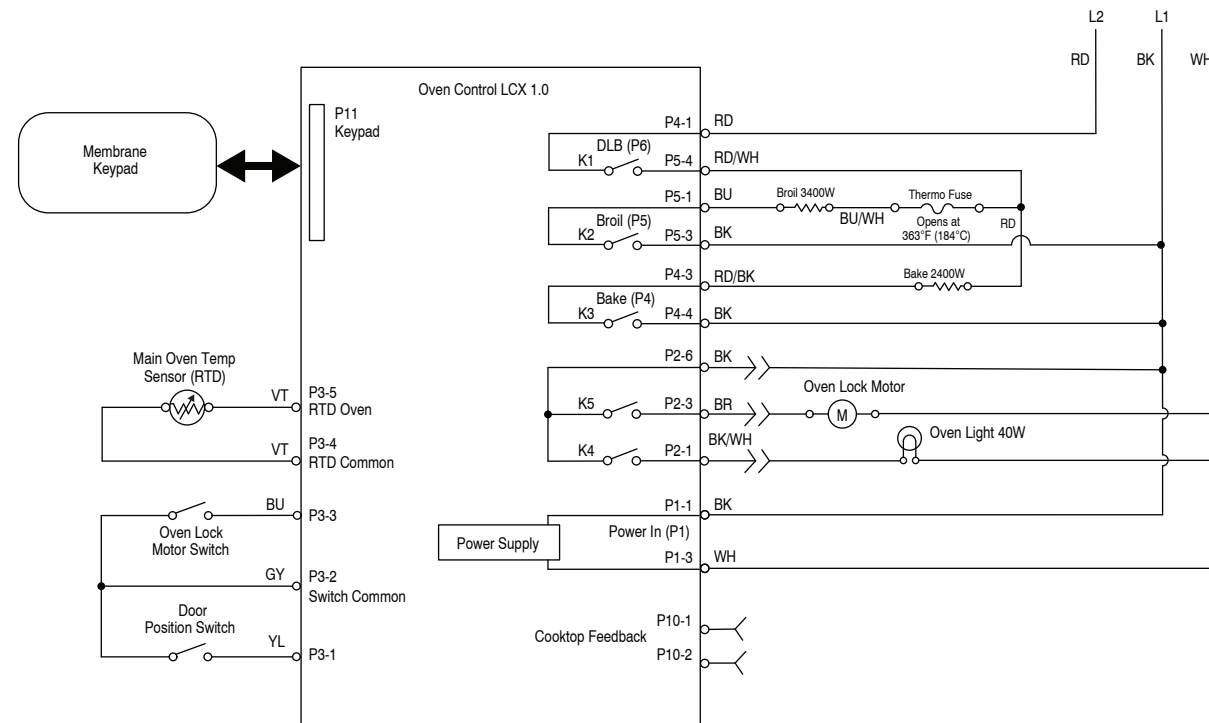 L2
L1
RD
BK
WH
Oven Control LCX 1.0
P11
Keypad
Membrane
Keypad
P4-1
RD
DLB (P6)
K1
P5-4
RD/WH
P5-1
BU
Broil 3400W
BU/WH
Thermo Fuse
Opens at
363°F (184°C)
RD
Broil (P5)
K2
P5-3
BK
P4-3
RD/BK
Bake 2400W
Bake (P4)
K3
P4-4
BK
P2-6
BK
Main Oven Temp
Sensor (RTD)
VT
P3-5
RTD Oven
K5
P2-3
BR
Oven Lock Motor
M
VT
P3-4
RTD Common
K4
P2-1
BK/WH
Oven Light 40W
BU
P3-3
Oven Lock
Motor Switch
P1-1
BK
Power Supply
Power In (P1)
P1-3
WH
GY
P3-2
Switch Common
Door
Position Switch
YL
P3-1
Cooktop Feedback
P10-1
P10-2